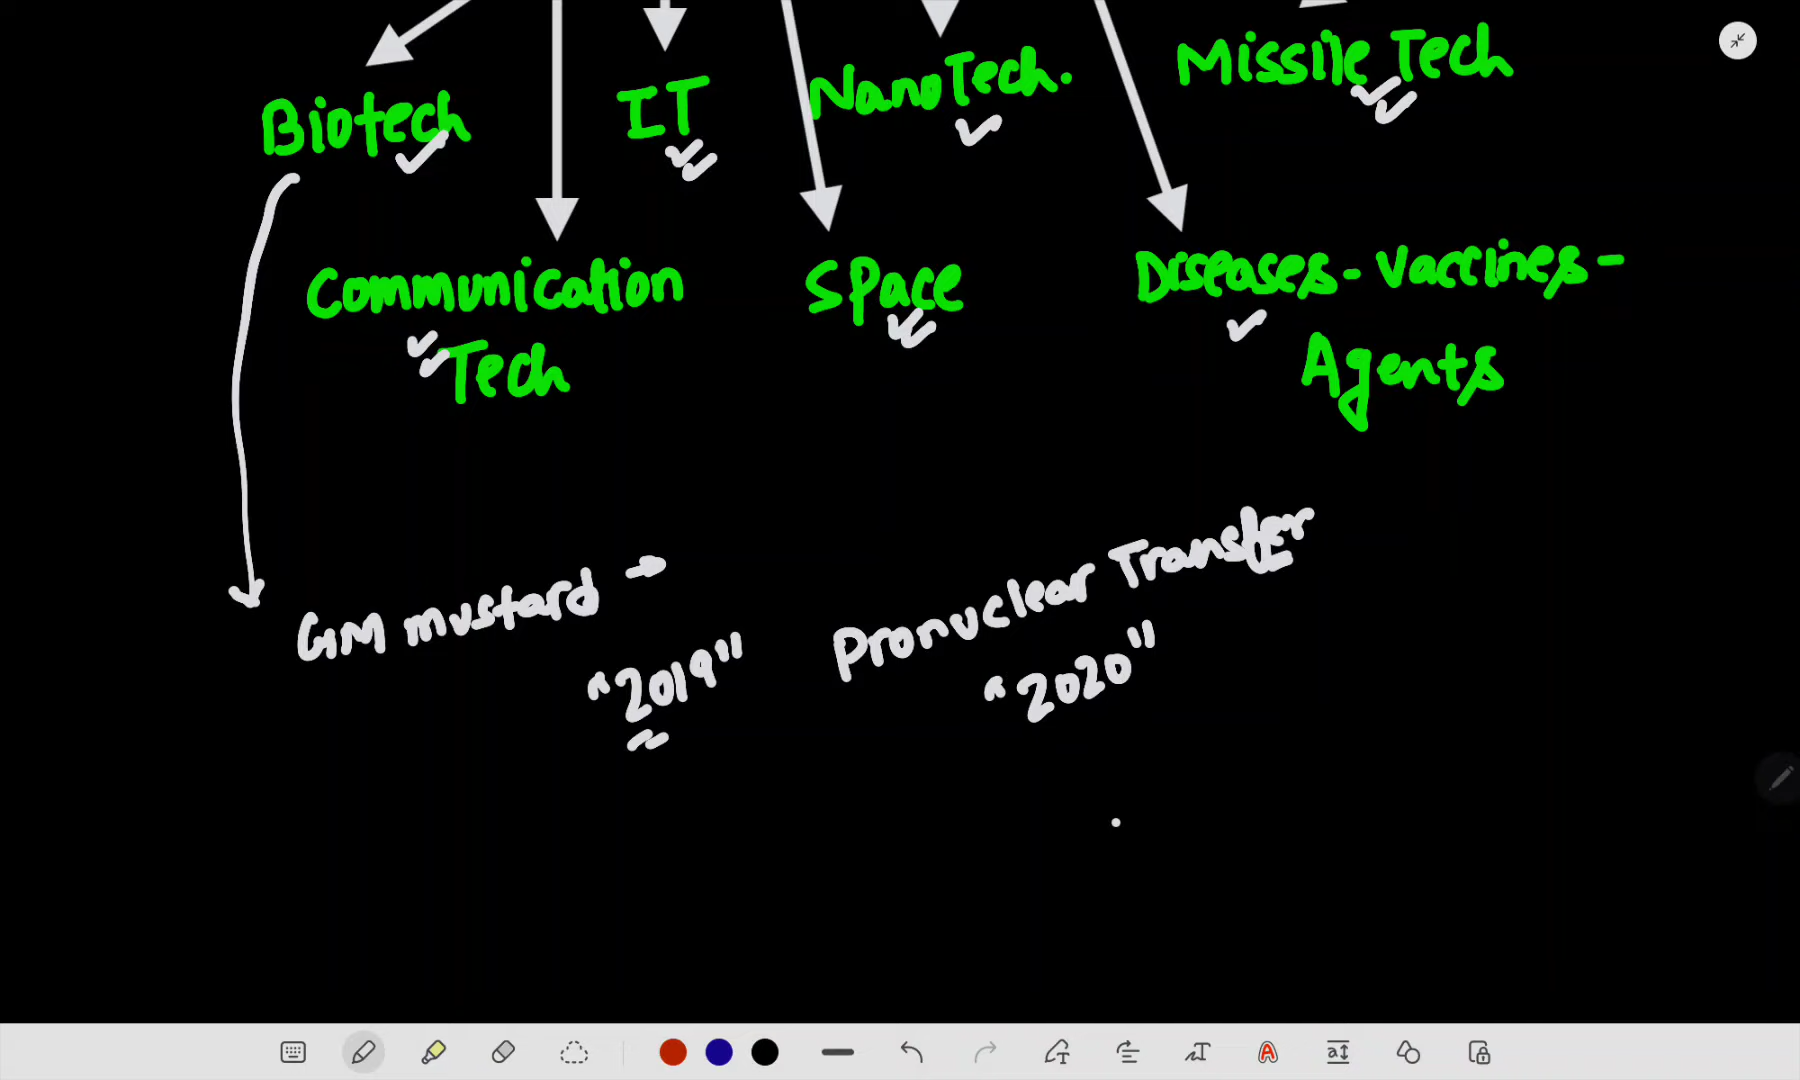 Biotech
IT
NanoTech.
Missile Tech
Communication
Tech
Space
Diseases - Vaccines -
Agents
GM mustard →
"2019"
Pronuclear Transfer
"2020"